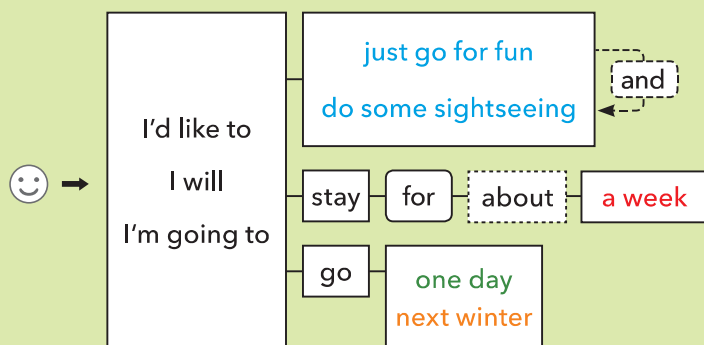 I'd like to
I will
I'm going to
just go for fun
do some sightseeing
and
stay for about a week
go
one day
next winter